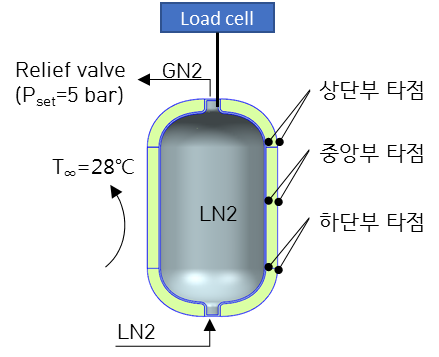 Load cell
Relief valve
(Pset=5 bar)
GN2
상단부 타점
중앙부 타점
T∞=28℃
LN2
하단부 타점
LN2